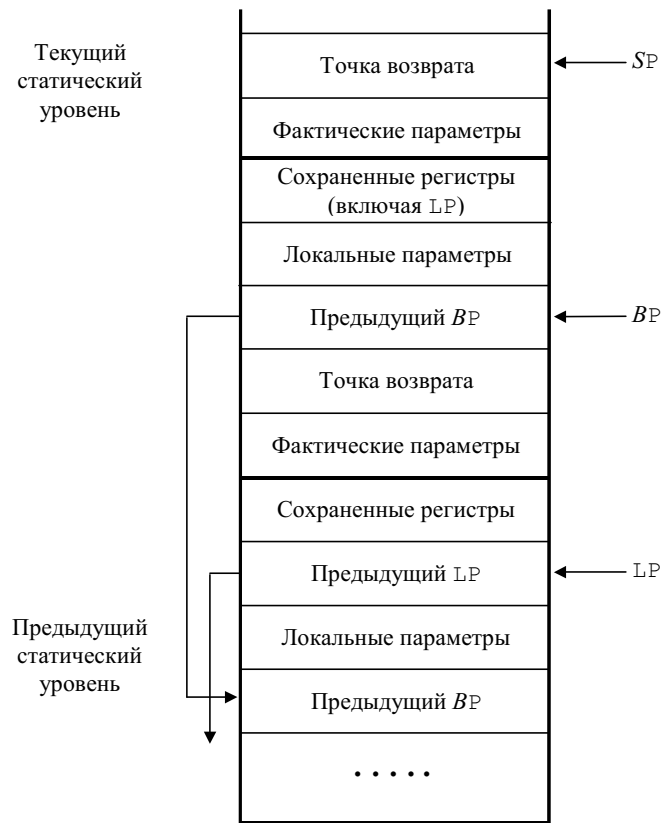 Текущий
статический
уровень
Точка возврата
SP
Фактические параметры
Сохраненные регистры
(включая LP)
Локальные параметры
Предыдущий BP
BP
Точка возврата
Фактические параметры
Сохраненные регистры
Предыдущий LP
LP
Предыдущий
статический
уровень
Локальные параметры
Предыдущий BP
.....